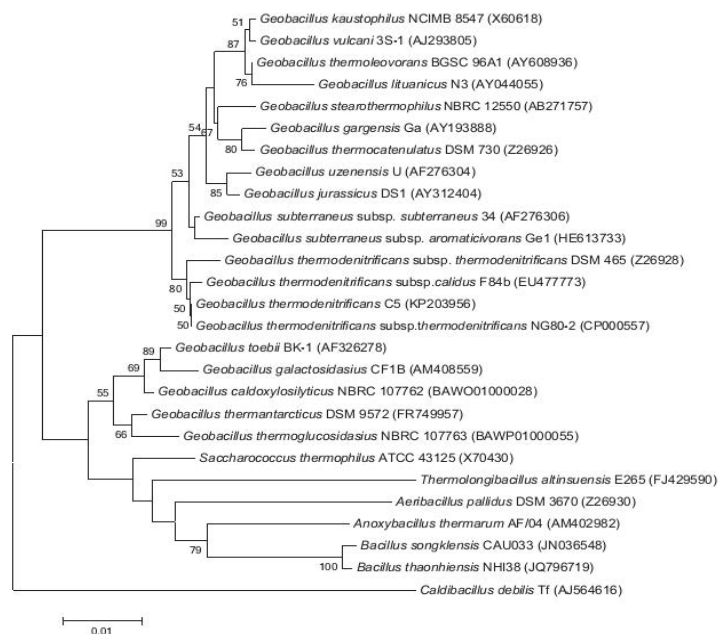 51
Geobacillus kaustophilus NCIMB 8547 (X60618)
87
Geobacillus vulcani 3S-1 (AJ293805)
Geobacillus thermoleovorans BGSC 96A1 (AY608936)
76
Geobacillus lituanicus N3 (AY044055)
Geobacillus stearothermophilus NBRC 12550 (AB271757)
54
67
Geobacillus gargensis Ga (AY193888)
80
Geobacillus thermocatenulatus DSM 730 (Z26926)
53
Geobacillus uzenensis U (AF276304)
85
Geobacillus jurassicus DS1 (AY312404)
99
Geobacillus subterraneus subsp. subterraneus 34 (AF276306)
Geobacillus subterraneus subsp. aromaticivorans Ge1 (HE613733)
Geobacillus thermodenitrificans subsp. thermodenitrificans DSM 465 (Z26928)
80
Geobacillus thermodenitrificans subsp.calidus F84b (EU477773)
50
Geobacillus thermodenitrificans C5 (KP203956)
50
Geobacillus thermodenitrificans subsp.thermodenitrificans NG80-2 (CP000557)
89
Geobacillus toebii BK-1 (AF326278)
69
Geobacillus galactosidasius CF1B (AM408559)
55
Geobacillus caldoxylosilyticus NBRC 107762 (BAWO01000028)
Geobacillus thermantarcticus DSM 9572 (FR749957)
66
Geobacillus thermoglucosidasius NBRC 107763 (BAWP01000055)
Saccharococcus thermophilus ATCC 43125 (X70430)
Thermolongibacillus altinsuensis E265 (FJ429590)
Aeribacillus pallidus DSM 3670 (Z26930)
Anoxybacillus thermarum AF/04 (AM402982)
79
Bacillus songklensis CAU033 (JN036548)
100
Bacillus thaonhiensis NHI38 (JQ796719)
Caldibacillus debilis Tf (AJ564616)
0.01